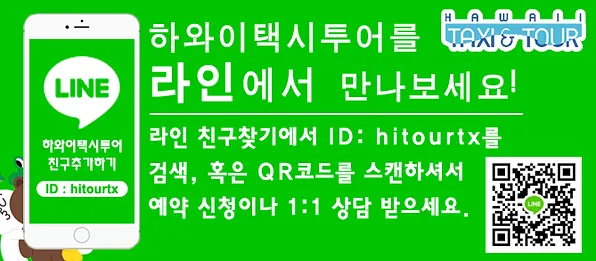 하와이택시투어를
HAWAII
TAXI & TOUR
라인에서 만나보세요!
LINE
하와이택시투어
친구추가하기
ID : hitourtx
라인 친구찾기에서 ID: hitourtx를
검색, 혹은 QR코드를 스캔하셔서
예약 신청이나 1:1 상담 받으세요.
LINE